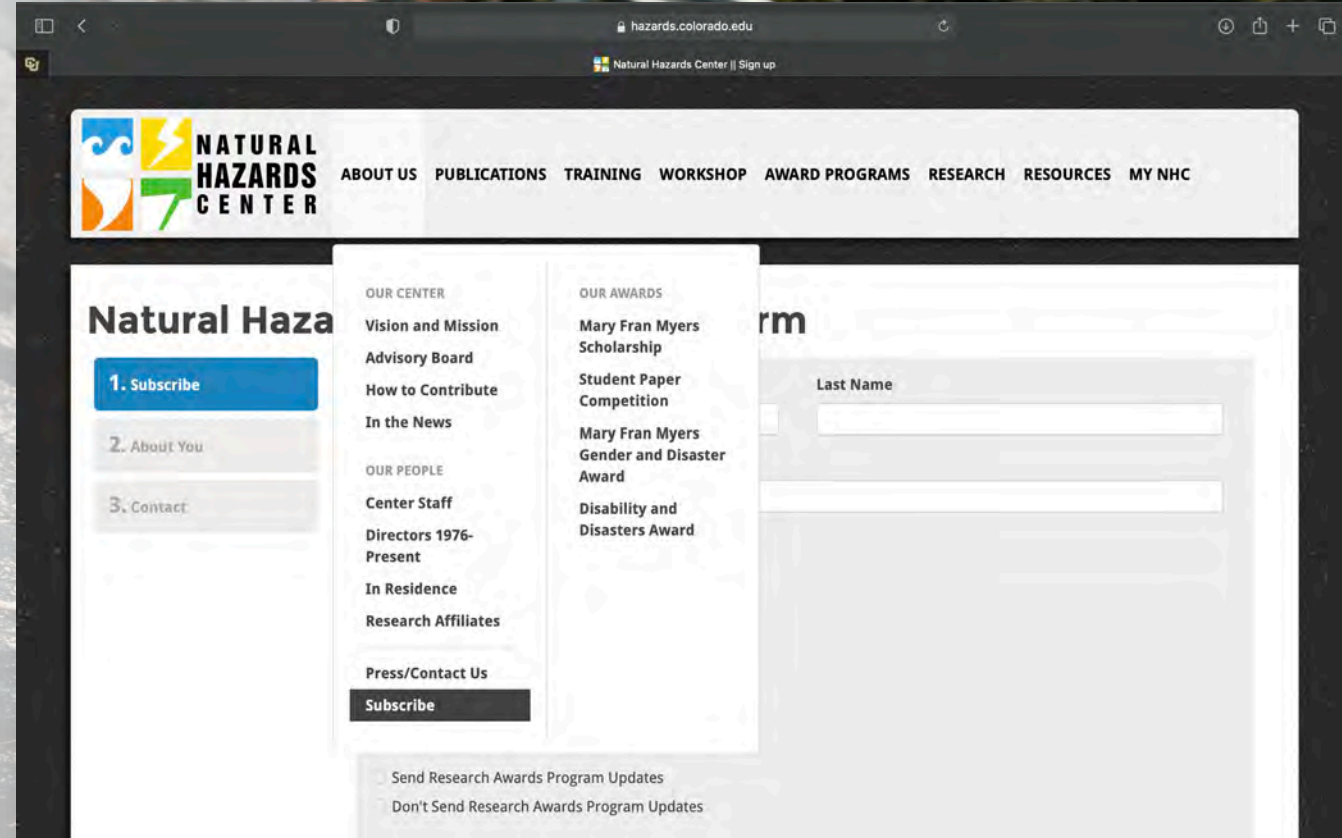 hazards.colorado.edu
Natural Hazards Center || Sign up
NATURAL
HAZARDS
CENTER
ABOUT US PUBLICATIONS TRAINING WORKSHOP AWARD PROGRAMS RESEARCH RESOURCES MY NHC
Natural Haza
rm
1. Subscribe
2. About You
3. Contact
OUR CENTER
Vision and Mission
Advisory Board
How to Contribute
In the News
OUR PEOPLE
Center Staff
Directors 1976-
Present
In Residence
Research Affiliates
Press/Contact Us
Subscribe
OUR AWARDS
Mary Fran Myers
Scholarship
Student Paper
Competition
Mary Fran Myers
Gender and Disaster
Award
Disability and
Disasters Award
Last Name
Send Research Awards Program Updates
Don't Send Research Awards Program Updates